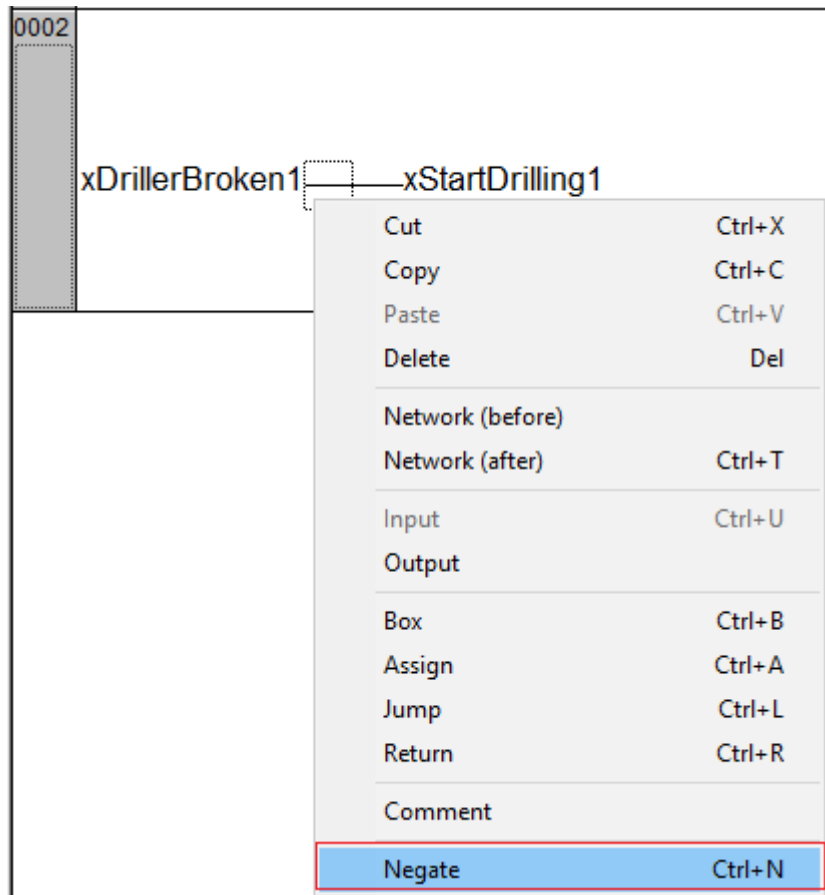 0002
xDrillerBroken1 xStartDrilling1
Cut Ctrl+X
Copy Ctrl+C
Paste Ctrl+V
Delete Del
Network (before)
Network (after) Ctrl+T
Input Ctrl+U
Output
Box Ctrl+B
Assign Ctrl+A
Jump Ctrl+L
Return Ctrl+R
Comment
Negate Ctrl+N